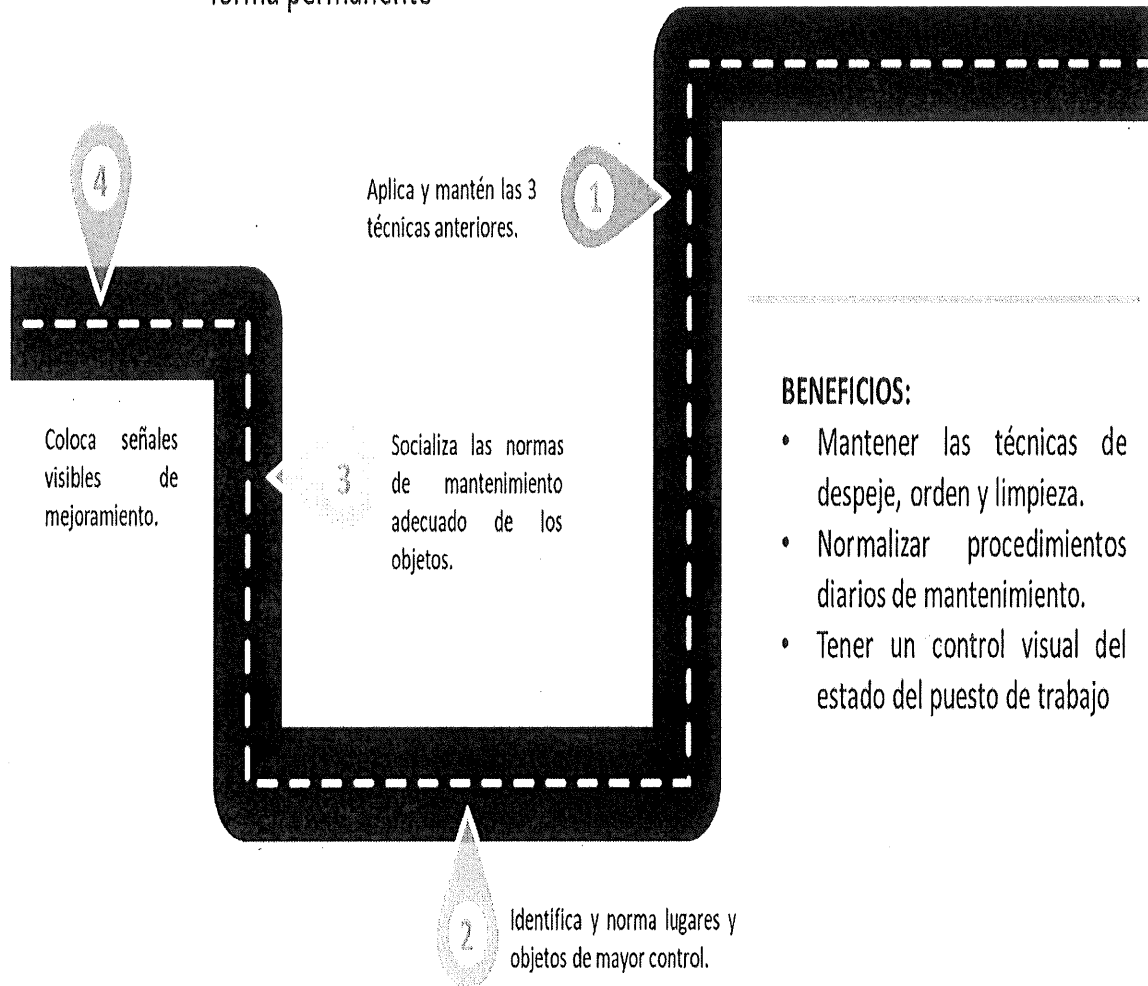 forma permanente
4
Aplica y mantén las 3
técnicas anteriores.
1
Coloca señales
visibles de
mejoramiento.
3
Socializa las normas
de mantenimiento
adecuado de los
objetos.
BENEFICIOS:
• Mantener las técnicas de
despeje, orden y limpieza.
• Normalizar procedimientos
diarios de mantenimiento.
• Tener un control visual del
estado del puesto de trabajo
2
Identifica y norma lugares y
objetos de mayor control.